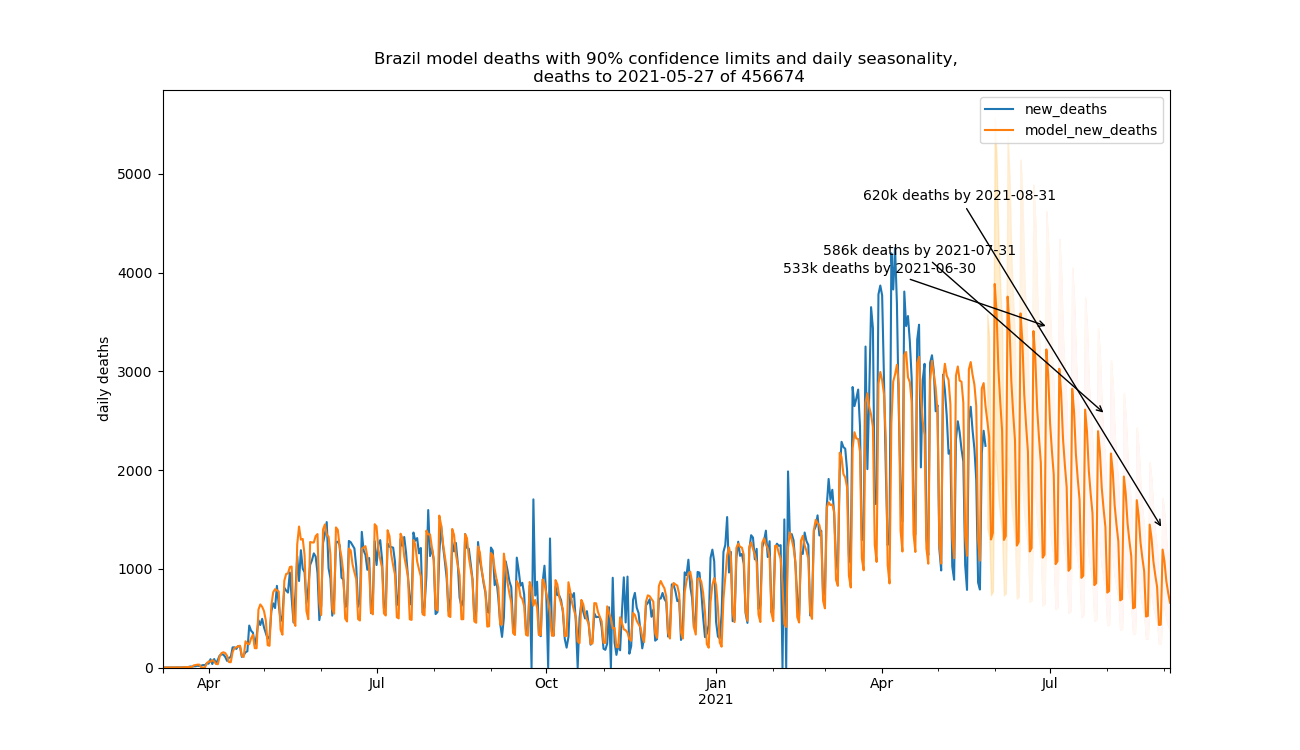 Brazil model deaths with 90% confidence limits and daily seasonality,
deaths to 2021-05-27 of 456674
new_deaths
model_new_deaths
620k deaths by 2021-08-31
586k deaths by 2021-07-31
533k deaths by 2021-06-30
daily deaths
5000
4000
3000
2000
1000
0
Apr
Jul
Oct
Jan
2021
Apr
Jul